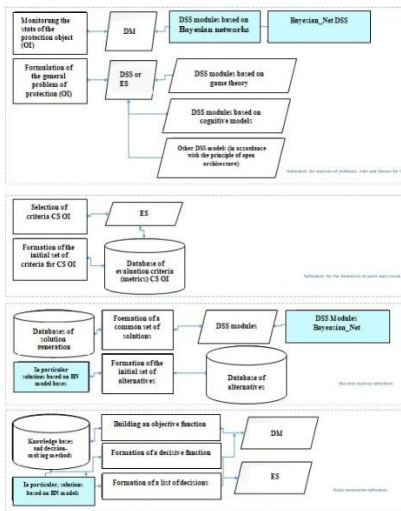 Monitorung the
state of the
protection object (OI)
DM
DSS modules based on
Bayesian networks
Bayesian_Net DSS
Formulation of
the general
problem of
protection (OI)
DSS or
ES
DSS modules based on
game theory
DSS modules based on
cognitive models
Other DSS models (in accordance
with the principle of open
architecture)
Selection of
criteria CS OI
ES
Formation of the
initial set of
criteria for CS OI
Database of
evaluation criteria
(metrics) CS OI
Databases of
solution
generation
Formation of a
common set of
solutions
DSS modules
DSS Modules
Bayensian_Net
In particular
solutions based on BN
model bases
Formation of the
initial set of
alternatives
Database of
alternatives
Knowledge bases
and decision-
making methods
Building an objective function
DM
Formation of a decisive function
In particular, solutions
based on BN models
Formation of a list of decisions
ES